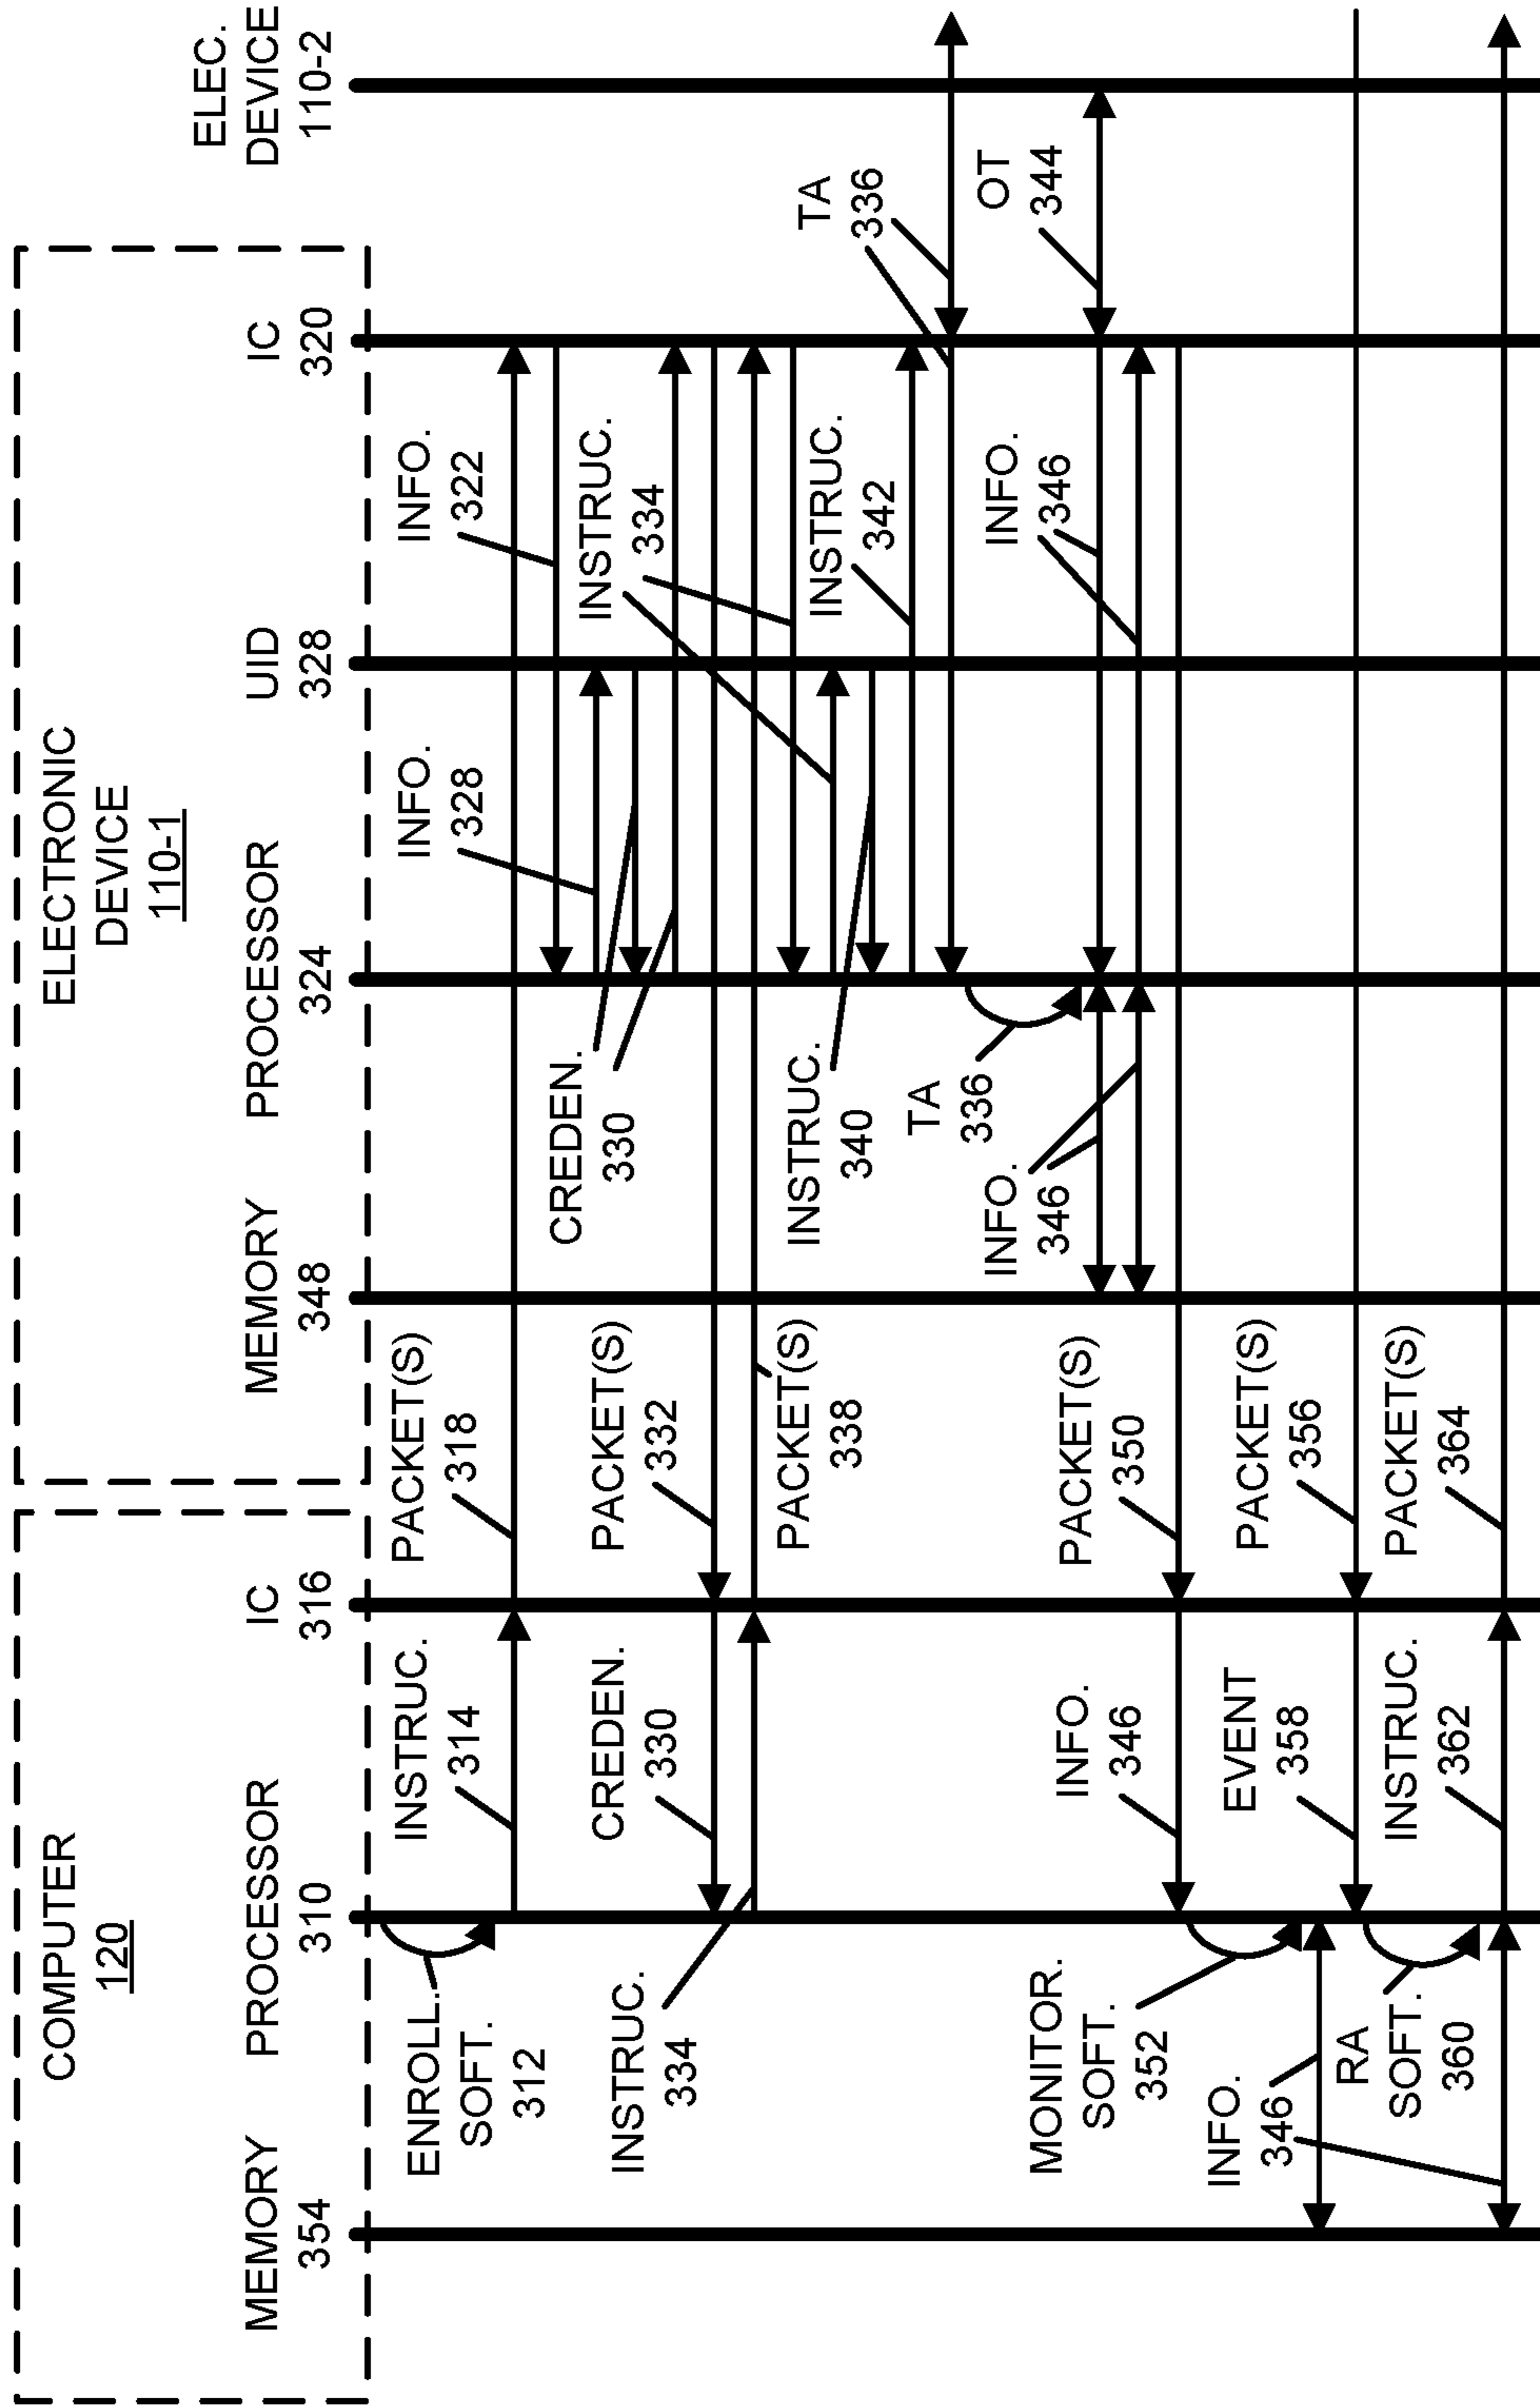 COMPUTER
120
ELECTRONIC
DEVICE
110-1
ELEC.
DEVICE
110-2
MEMORY
354
PROCESSOR
310
IC
316
MEMORY
348
PROCESSOR
324
UID
328
IC
320
ENROLL.
SOFT.
312
INSTRUC.
314
PACKET(S)
318
INFO.
328
INFO.
322
CREDEN.
330
CREDEN.
330
PACKET(S)
332
INSTRUC.
334
INSTRUC.
334
PACKET(S)
338
INSTRUC.
340
INSTRUC.
342
TA
336
TA
336
OT
344
INFO.
346
INFO.
346
INFO.
346
PACKET(S)
350
MONITOR.
SOFT.
352
INFO.
346
EVENT
358
PACKET(S)
356
RA
SOFT.
360
INSTRUC.
362
PACKET(S)
364